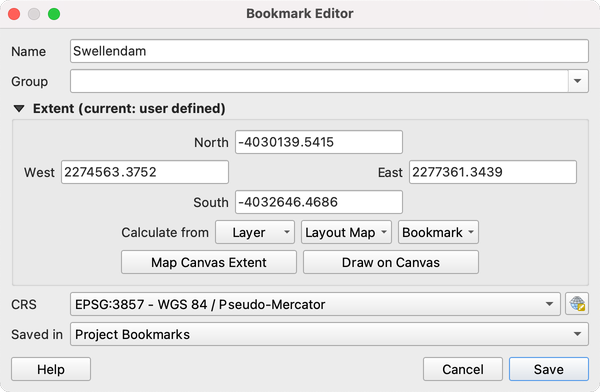 Bookmark Editor
Name Swellendam
Group
Extent (current: user defined)
North -4030139.5415
West 2274563.3752 East 2277361.3439
South -4032646.4686
Calculate from Layer Layout Map Bookmark
Map Canvas Extent Draw on Canvas
CRS EPSG:3857 - WGS 84 / Pseudo-Mercator
Saved in Project Bookmarks
Help Cancel Save